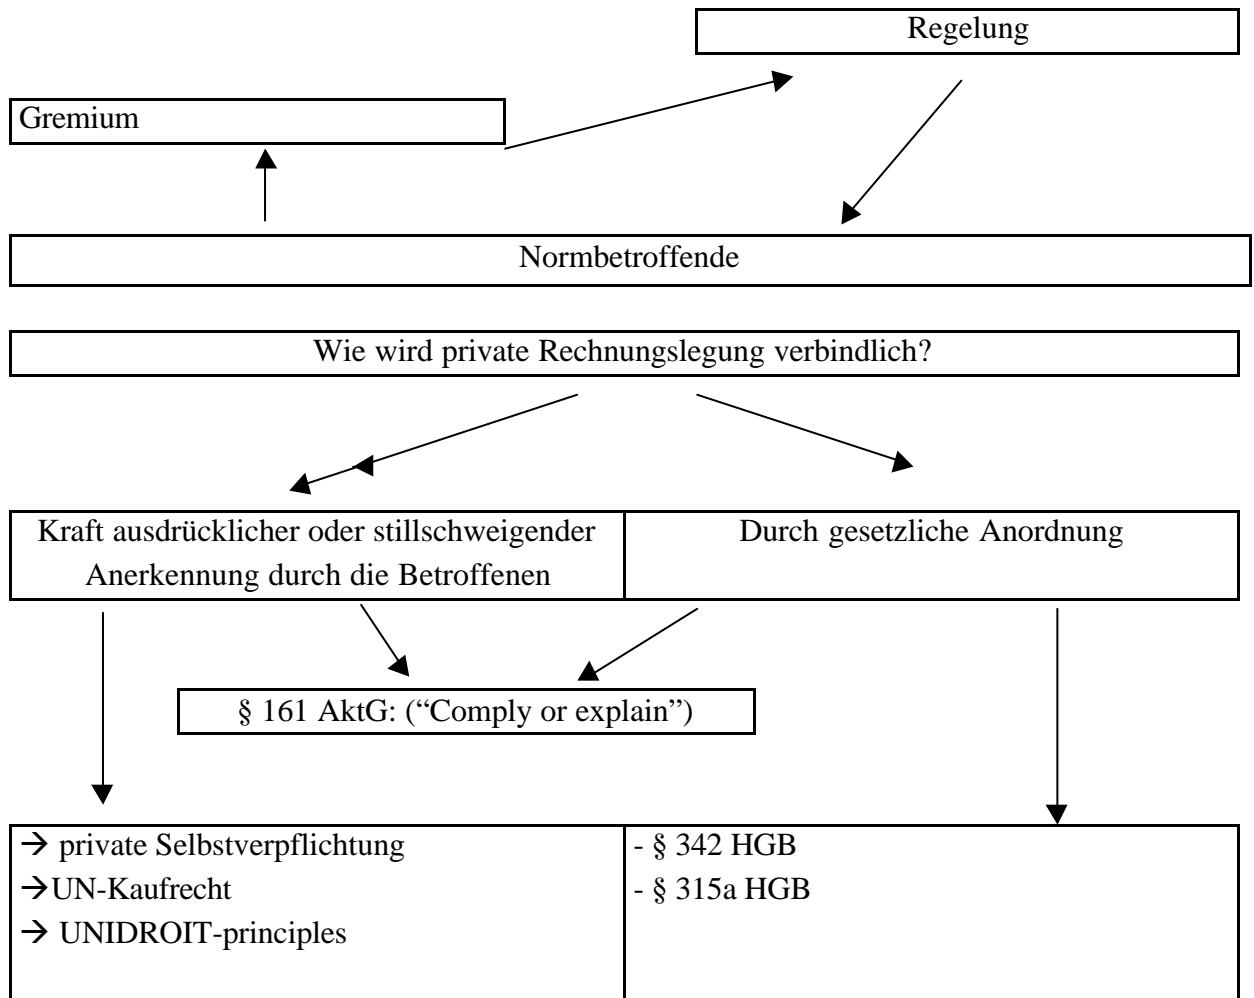 Regelung
Gremium
Normbetroffende
Wie wird private Rechnungslegung verbindlich?
Kraft ausdrücklicher oder stillschweigender
Anerkennung durch die Betroffenen
Durch gesetzliche Anordnung
§ 161 AktG: (“Comply or explain”)
→ private Selbstverpflichtung
→UN-Kaufrecht
→ UNIDROIT-principles
- § 342 HGB
- § 315a HGB